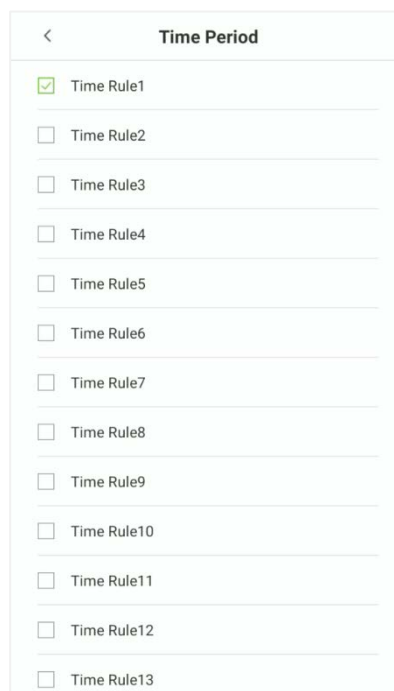 Time Period
Time Rule1
Time Rule2
Time Rule3
Time Rule4
Time Rule5
Time Rule6
Time Rule7
Time Rule8
Time Rule9
Time Rule10
Time Rule11
Time Rule12
Time Rule13